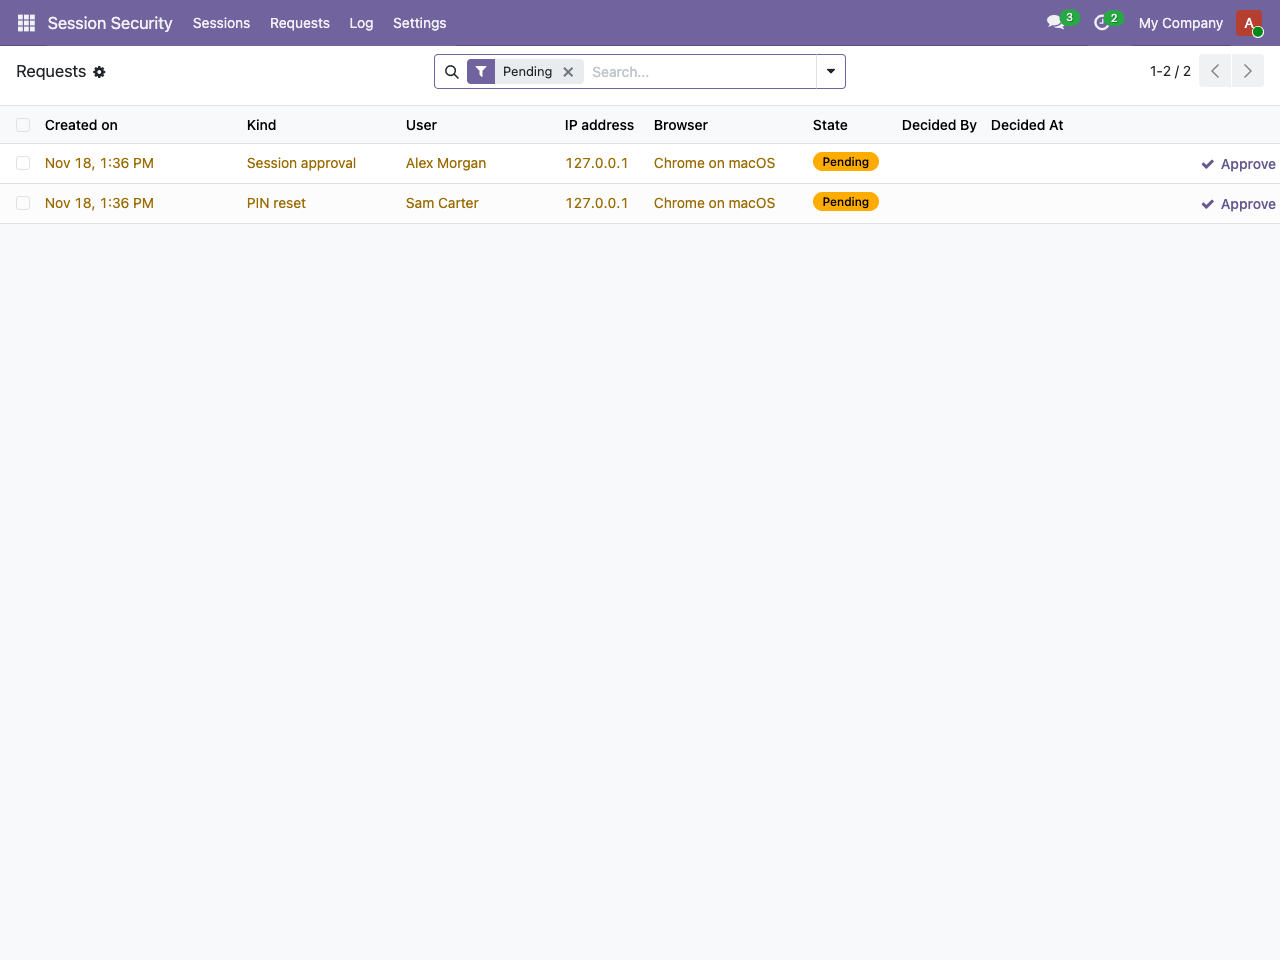 Session Security Sessions Requests Log Settings 3 2 My Company A
Requests Pending Search... 1-2 / 2
Created on Kind User IP address Browser State Decided By Decided At
Nov 18, 1:36 PM Session approval Alex Morgan 127.0.0.1 Chrome on macOS Pending Approve
Nov 18, 1:36 PM PIN reset Sam Carter 127.0.0.1 Chrome on macOS Pending Approve